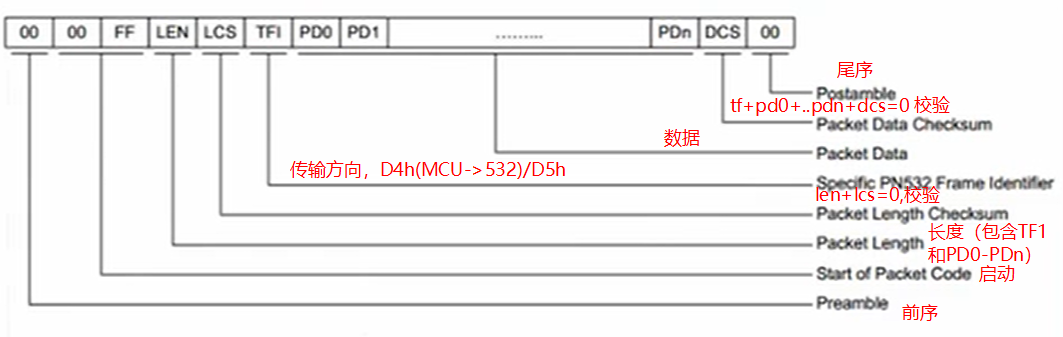 00 00 FF LEN LCS TFI PD0 PD1 ......... PDn DCS 00
尾序
Postamble
tf+pd0+..pdn+dcs=0 校验
Packet Data Checksum
数据
Packet Data
传输方向，D4h(MCU->532)/D5h
Specific PN532 Frame Identifier
len+lcs=0,校验
Packet Length Checksum
Packet Length 长度（包含TF1
和PD0-PDn）
Start of Packet Code 启动
Preamble 前序